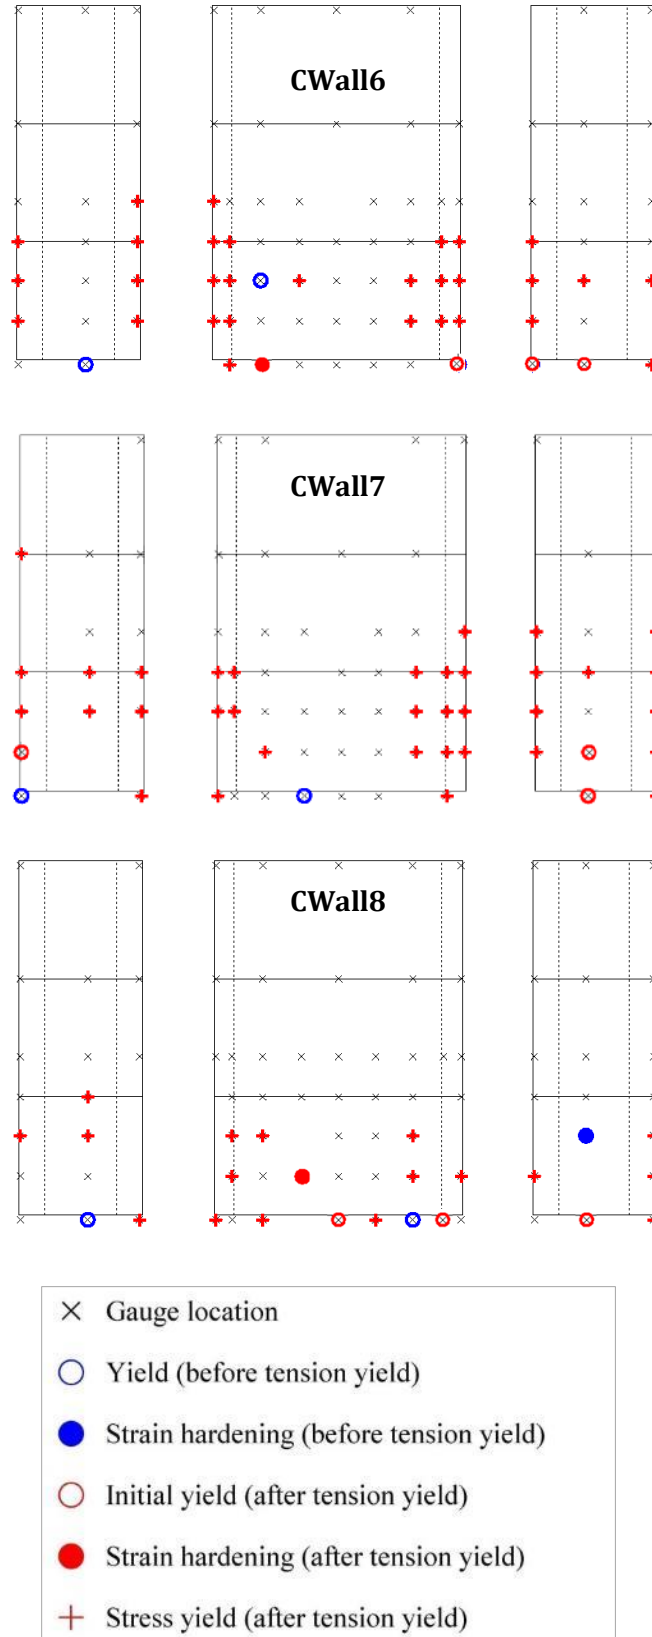 CWall6
CWall7
CWall8
Gauge location
Yield (before tension yield)
Strain hardening (before tension yield)
Initial yield (after tension yield)
Strain hardening (after tension yield)
Stress yield (after tension yield)